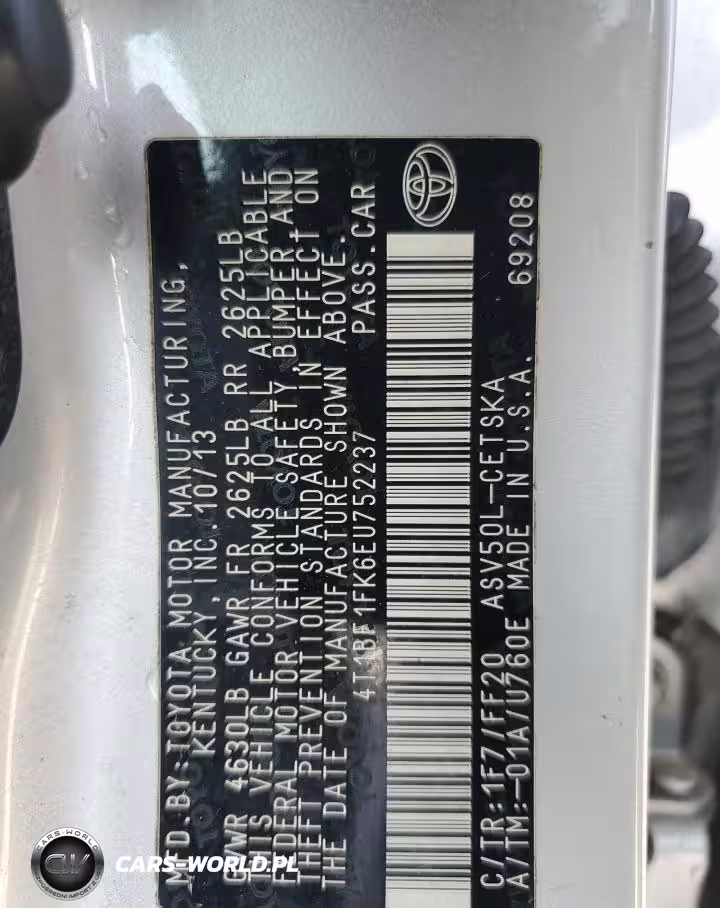 MFD.BY:TOYOTA MOTOR MANUFACTURING,
KENTUCKY,INC.10/13
GVWR 4630LB GAWR FR 2625LB RR 2625LB
THIS VEHICLE CONFORMS TO ALL APPLICABLE
FEDERAL MOTOR VEHICLE SAFETY,BUMPER,AND
THEFT PREVENTION STANDARDS IN EFFECT ON
THE DATE OF MANUFACTURE SHOWN ABOVE.
4T1BF1FK6EU752237 PASS.CAR
C/TR:1F7/FF20 ASV50L-CETSKA
A/TM:-01A/U760E MADE IN U.S.A. 69208
CARS-WORLD
CW
CARS-WORLD.PL